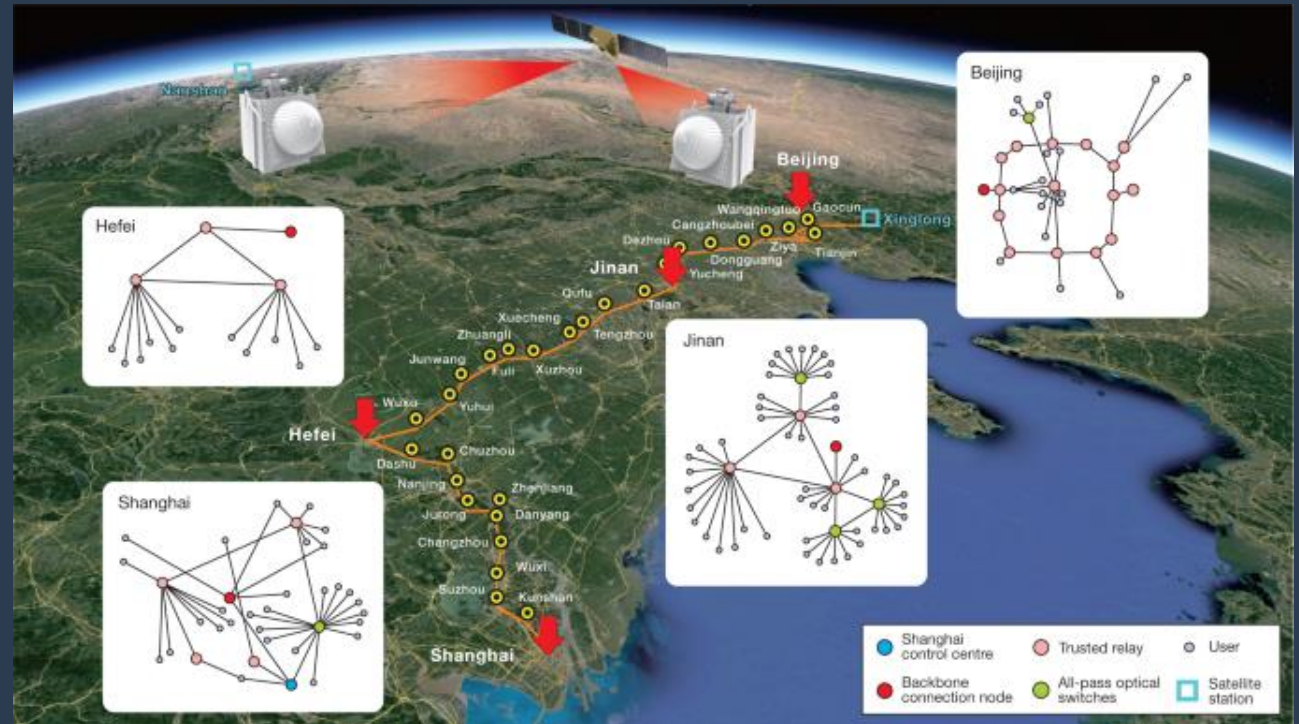 Nanshan
Beijing
Hefei
Beijing
Wangqingtuo
Gaocun
Cangzhoubei
Xinglong
Dezhou
Ziya
Tianjin
Dongguang
Jinan
Yucheng
Qufu
Taian
Xuecheng
Tengzhou
Zhuangli
Jinan
Junwang
Fuli
Xuzhou
Wuhe
Yuhui
Hefei
Chuzhou
Dashu
Nanjing
Zhenjiang
Shanghai
Jurong
Danyang
Changzhou
Wuxi
Suzhou
Kunshan
Shanghai
Shanghai
control centre
Trusted relay
User
Backbone
connection node
All-pass optical
switches
Satellite
station